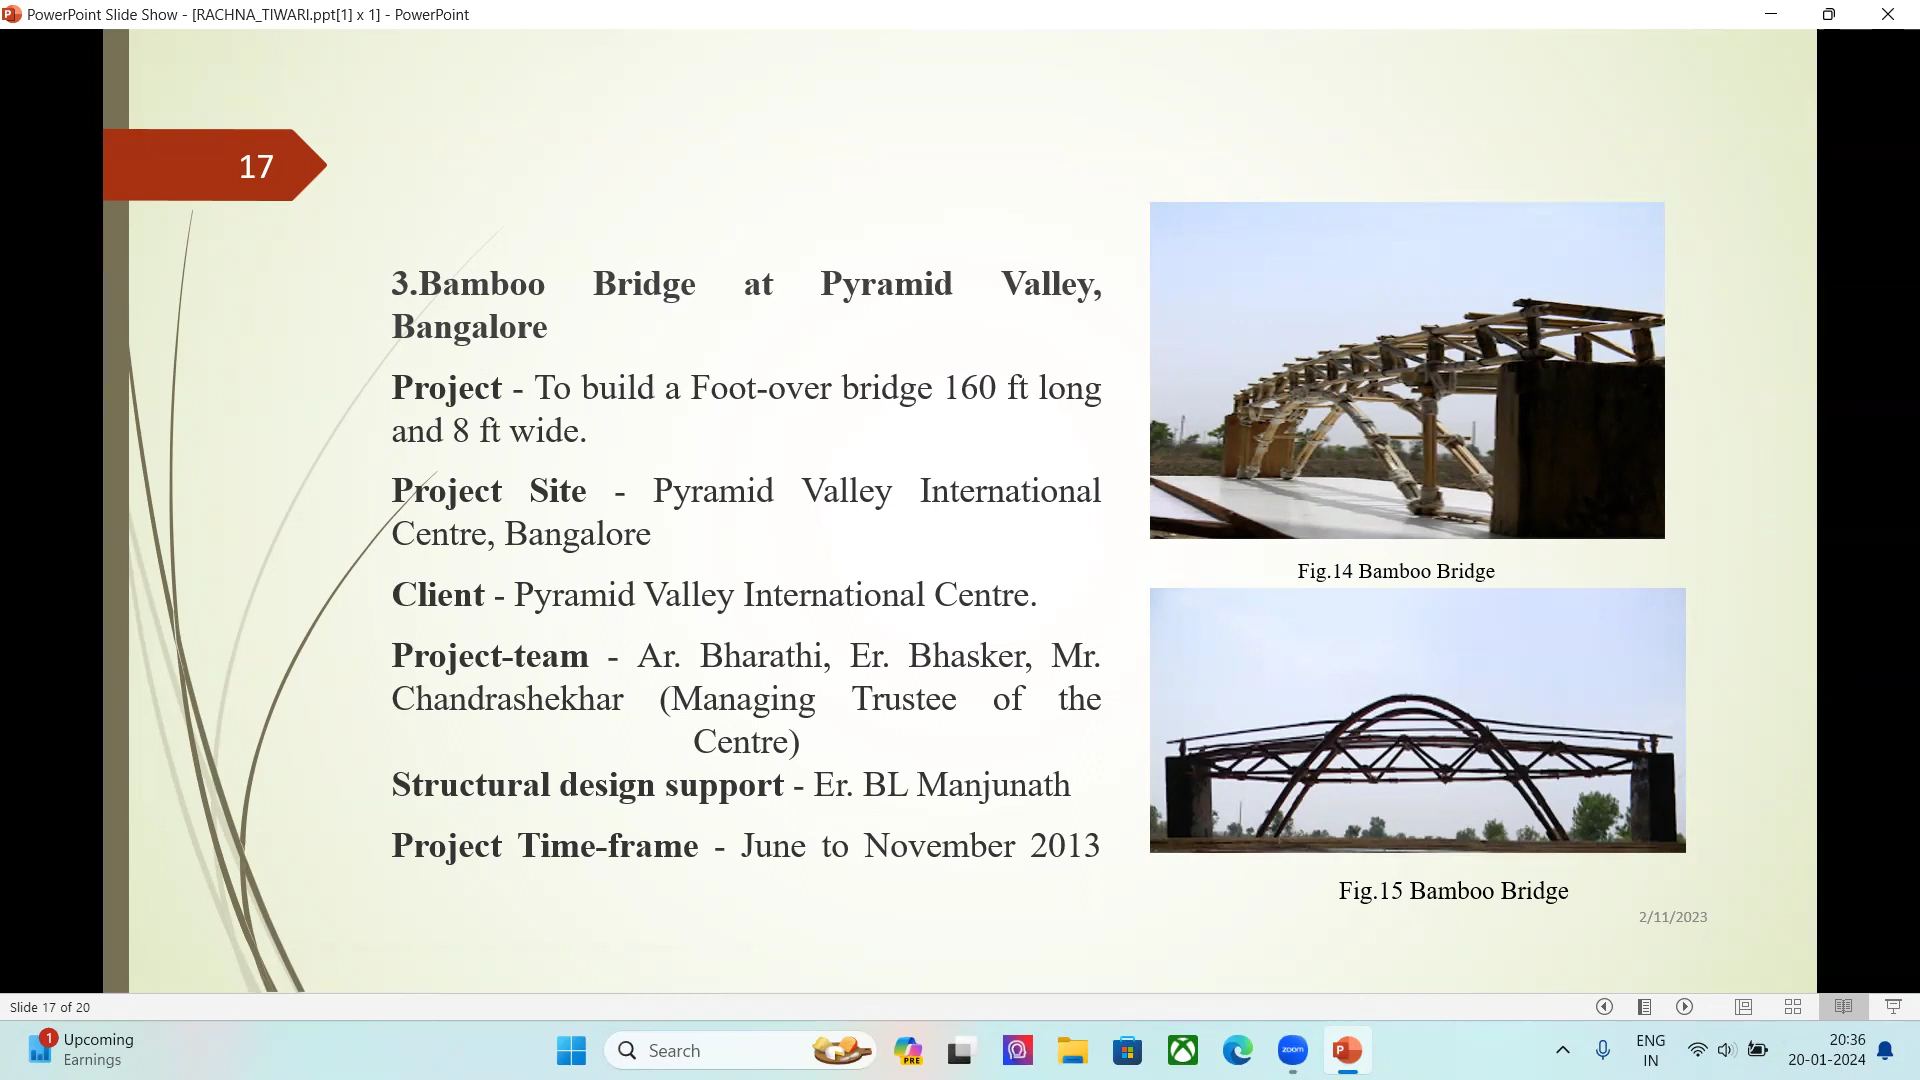 PowerPoint Slide Show - [RACHNA_TIWARI.ppt[1] x 1] - PowerPoint
17
3.Bamboo Bridge at Pyramid Valley,
Bangalore
Project - To build a Foot-over bridge 160 ft long
and 8 ft wide.
Project Site - Pyramid Valley International
Centre, Bangalore
Client - Pyramid Valley International Centre.
Project-team - Ar. Bharathi, Er. Bhasker, Mr.
Chandrashekhar (Managing Trustee of the
Centre)
Structural design support - Er. BL Manjunath
Project Time-frame - June to November 2013
Fig.14 Bamboo Bridge
Fig.15 Bamboo Bridge
2/11/2023
Slide 17 of 20
1
Upcoming
Earnings
Search
PRE
zoom
P
ENG
IN
20:36
20-01-2024